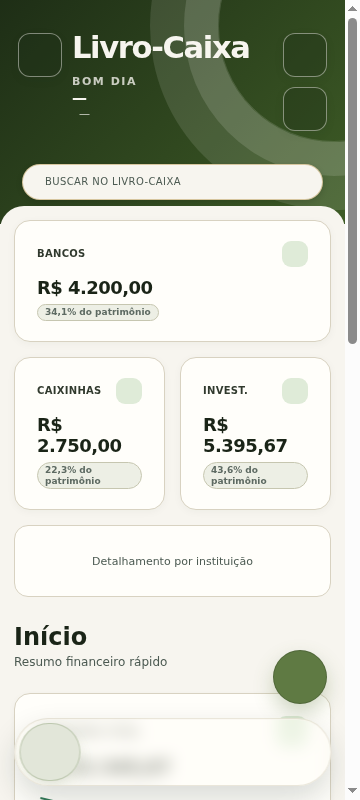 Livro-Caixa
BOM DIA
—
—
BUSCAR NO LIVRO-CAIXA
BANCOS
R$ 4.200,00
34,1% do patrimônio
CAIXINHAS
R$
2.750,00
22,3% do
patrimônio
INVEST.
R$
5.395,67
43,6% do
patrimônio
Detalhamento por instituição
Início
Resumo financeiro rápido